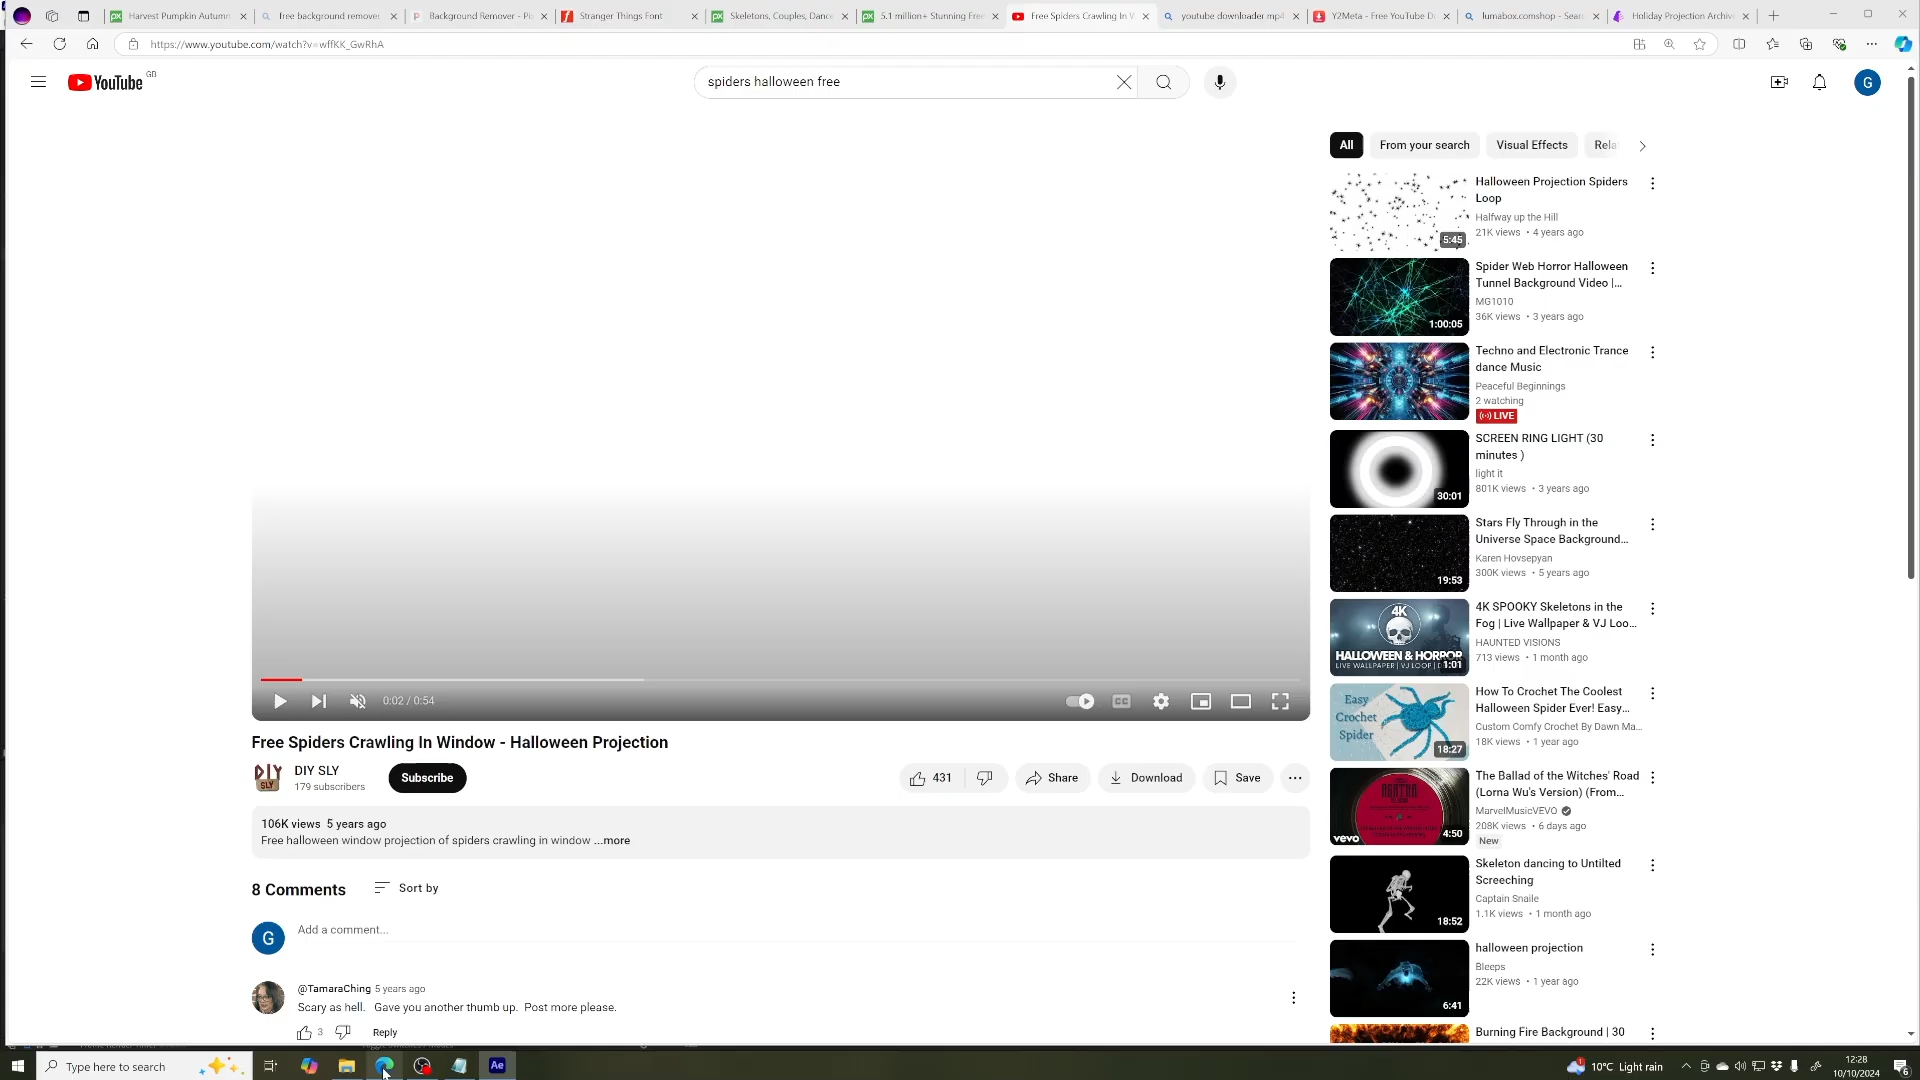 Harvest Pumpkin Autumn
free background remover
Background Remover - Pi
Stranger Things Font
Skeletons, Couples, Dance
5.1 million+ Stunning Free
Free Spiders Crawling In W
youtube downloader mp4
Y2Meta - Free YouTube D
lumabox.comshop - Sear
Holiday Projection Archiv
https://www.youtube.com/watch?v=wffKK_GwRhA
YouTube GB
spiders halloween free
G
All
From your search
Visual Effects
Rela
Halloween Projection Spiders
Loop
Halfway up the Hill
21K views • 4 years ago
5:45
Spider Web Horror Halloween
Tunnel Background Video |...
MG1010
36K views • 3 years ago
1:00:05
Techno and Electronic Trance
dance Music
Peaceful Beginnings
2 watching
LIVE
SCREEN RING LIGHT (30
minutes )
light it
801K views • 3 years ago
30:01
Stars Fly Through in the
Universe Space Background...
Karen Hovsepyan
300K views • 5 years ago
19:53
4K SPOOKY Skeletons in the
Fog | Live Wallpaper & VJ Loo...
HAUNTED VISIONS
713 views • 1 month ago
4K
HALLOWEEN & HORROR
LIVE WALLPAPER | VJ LOOP |
1:01
How To Crochet The Coolest
Halloween Spider Ever! Easy...
Custom Comfy Crochet By Dawn Ma...
18K views • 1 year ago
Easy
Crochet
Spider
18:27
The Ballad of the Witches' Road
(Lorna Wu's Version) (From...
MarvelMusicVEVO
208K views • 6 days ago
New
vevo
4:50
Skeleton dancing to Untilted
Screeching
Captain Snaile
1.1K views • 1 month ago
18:52
halloween projection
Bleeps
22K views • 1 year ago
6:41
Burning Fire Background | 30
0:02 / 0:54
CC
Free Spiders Crawling In Window - Halloween Projection
DIY SLY
DIY SLY
179 subscribers
Subscribe
431
Share
Download
Save
106K views 5 years ago
Free halloween window projection of spiders crawling in window ...more
8 Comments
Sort by
G
Add a comment...
@TamaraChing 5 years ago
Scary as hell. Gave you another thumb up. Post more please.
3
Reply
Type here to search
Ae
10°C Light rain
12:28
10/10/2024
6